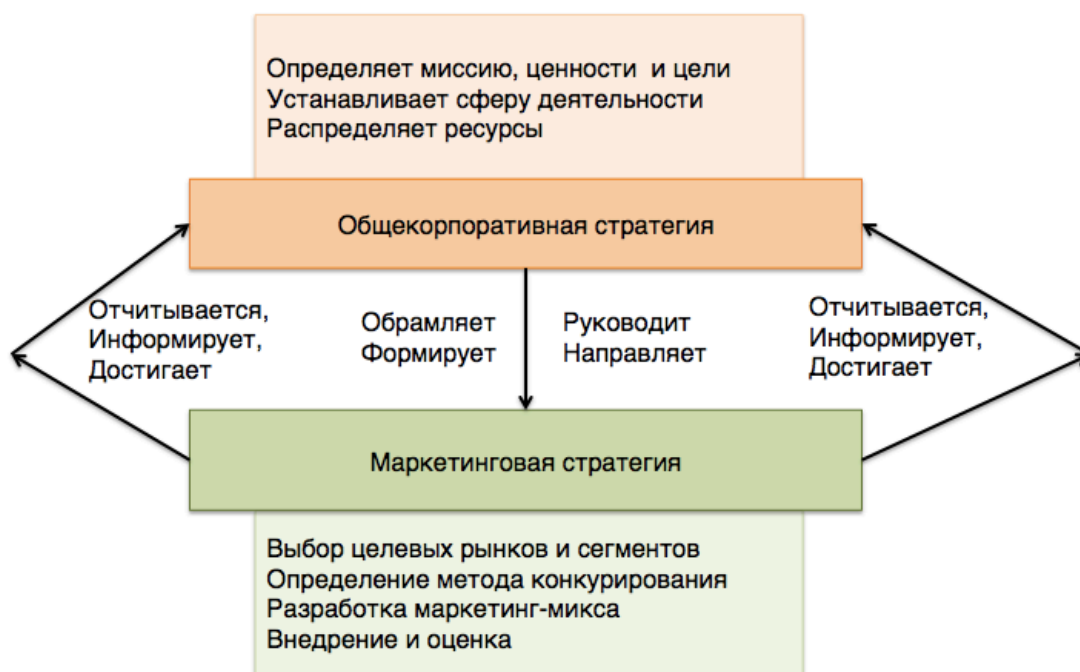 Определяет миссию, ценности и цели
Устанавливает сферу деятельности
Распределяет ресурсы
Общекорпоративная стратегия
Отчитывается,
Информирует,
Достигает
Обрамляет
Формирует
Руководит
Направляет
Отчитывается,
Информирует,
Достигает
Маркетинговая стратегия
Выбор целевых рынков и сегментов
Определение метода конкурирования
Разработка маркетинг-микса
Внедрение и оценка